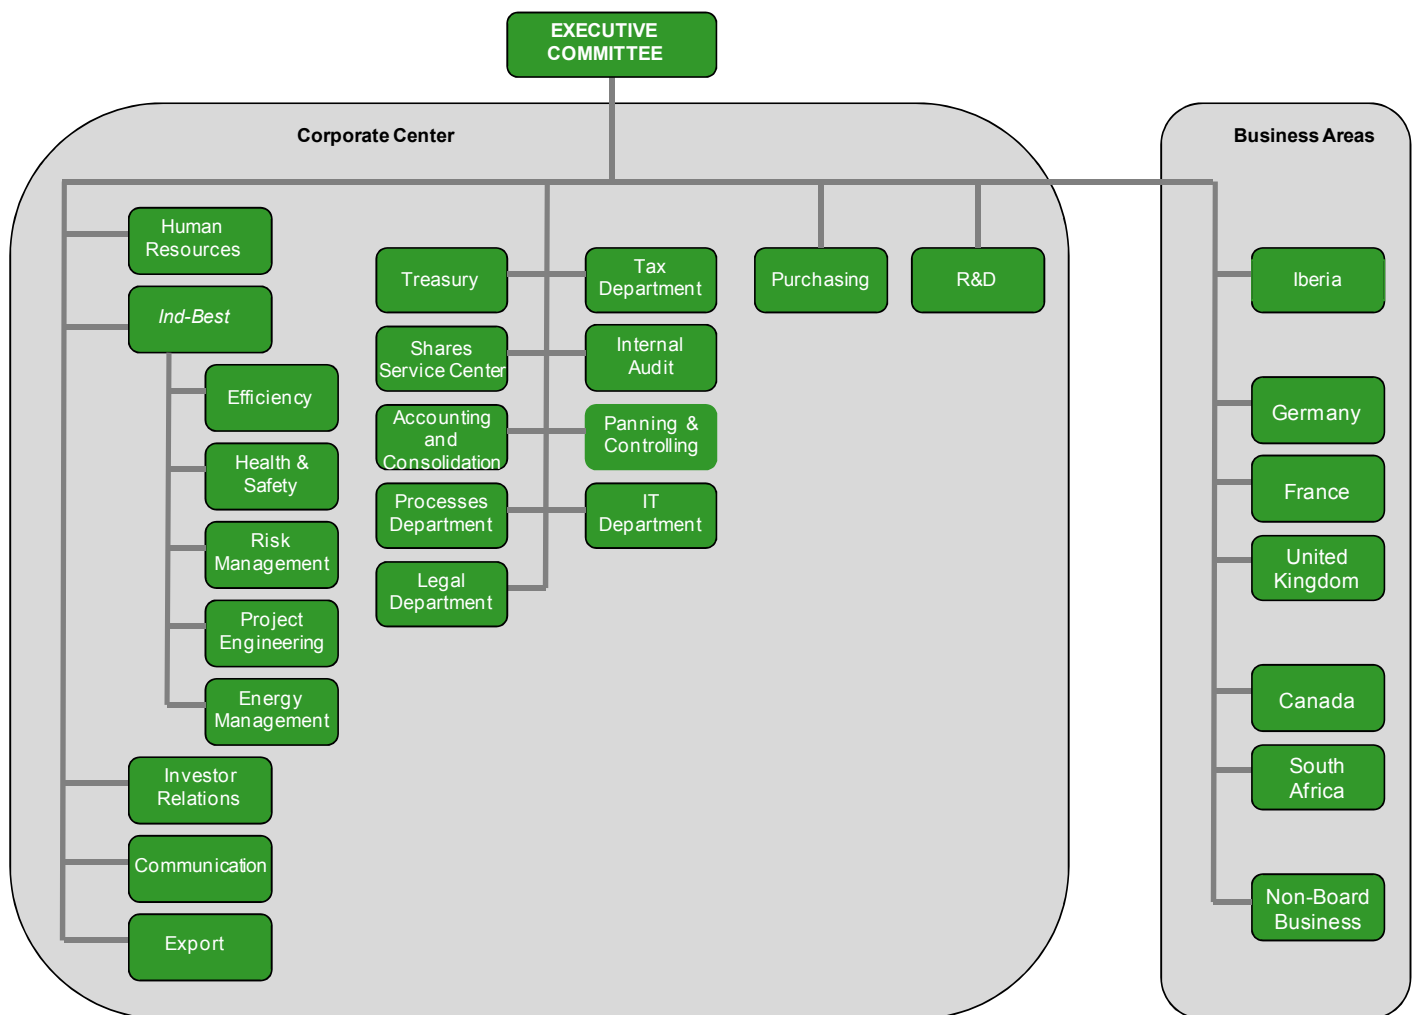 EXECUTIVE
COMMITTEE
Corporate Center
Business Areas
Human
Resources
Ind-Best
Efficiency
Health &
Safety
Risk
Management
Project
Engineering
Energy
Management
Investor
Relations
Communication
Export
Treasury
Tax
Department
Shares
Service Center
Internal
Audit
Accounting
and
Consolidation
Panning &
Controlling
Processes
Department
IT
Department
Legal
Department
Purchasing
R&D
Iberia
Germany
France
United
Kingdom
Canada
South
Africa
Non-Board
Business